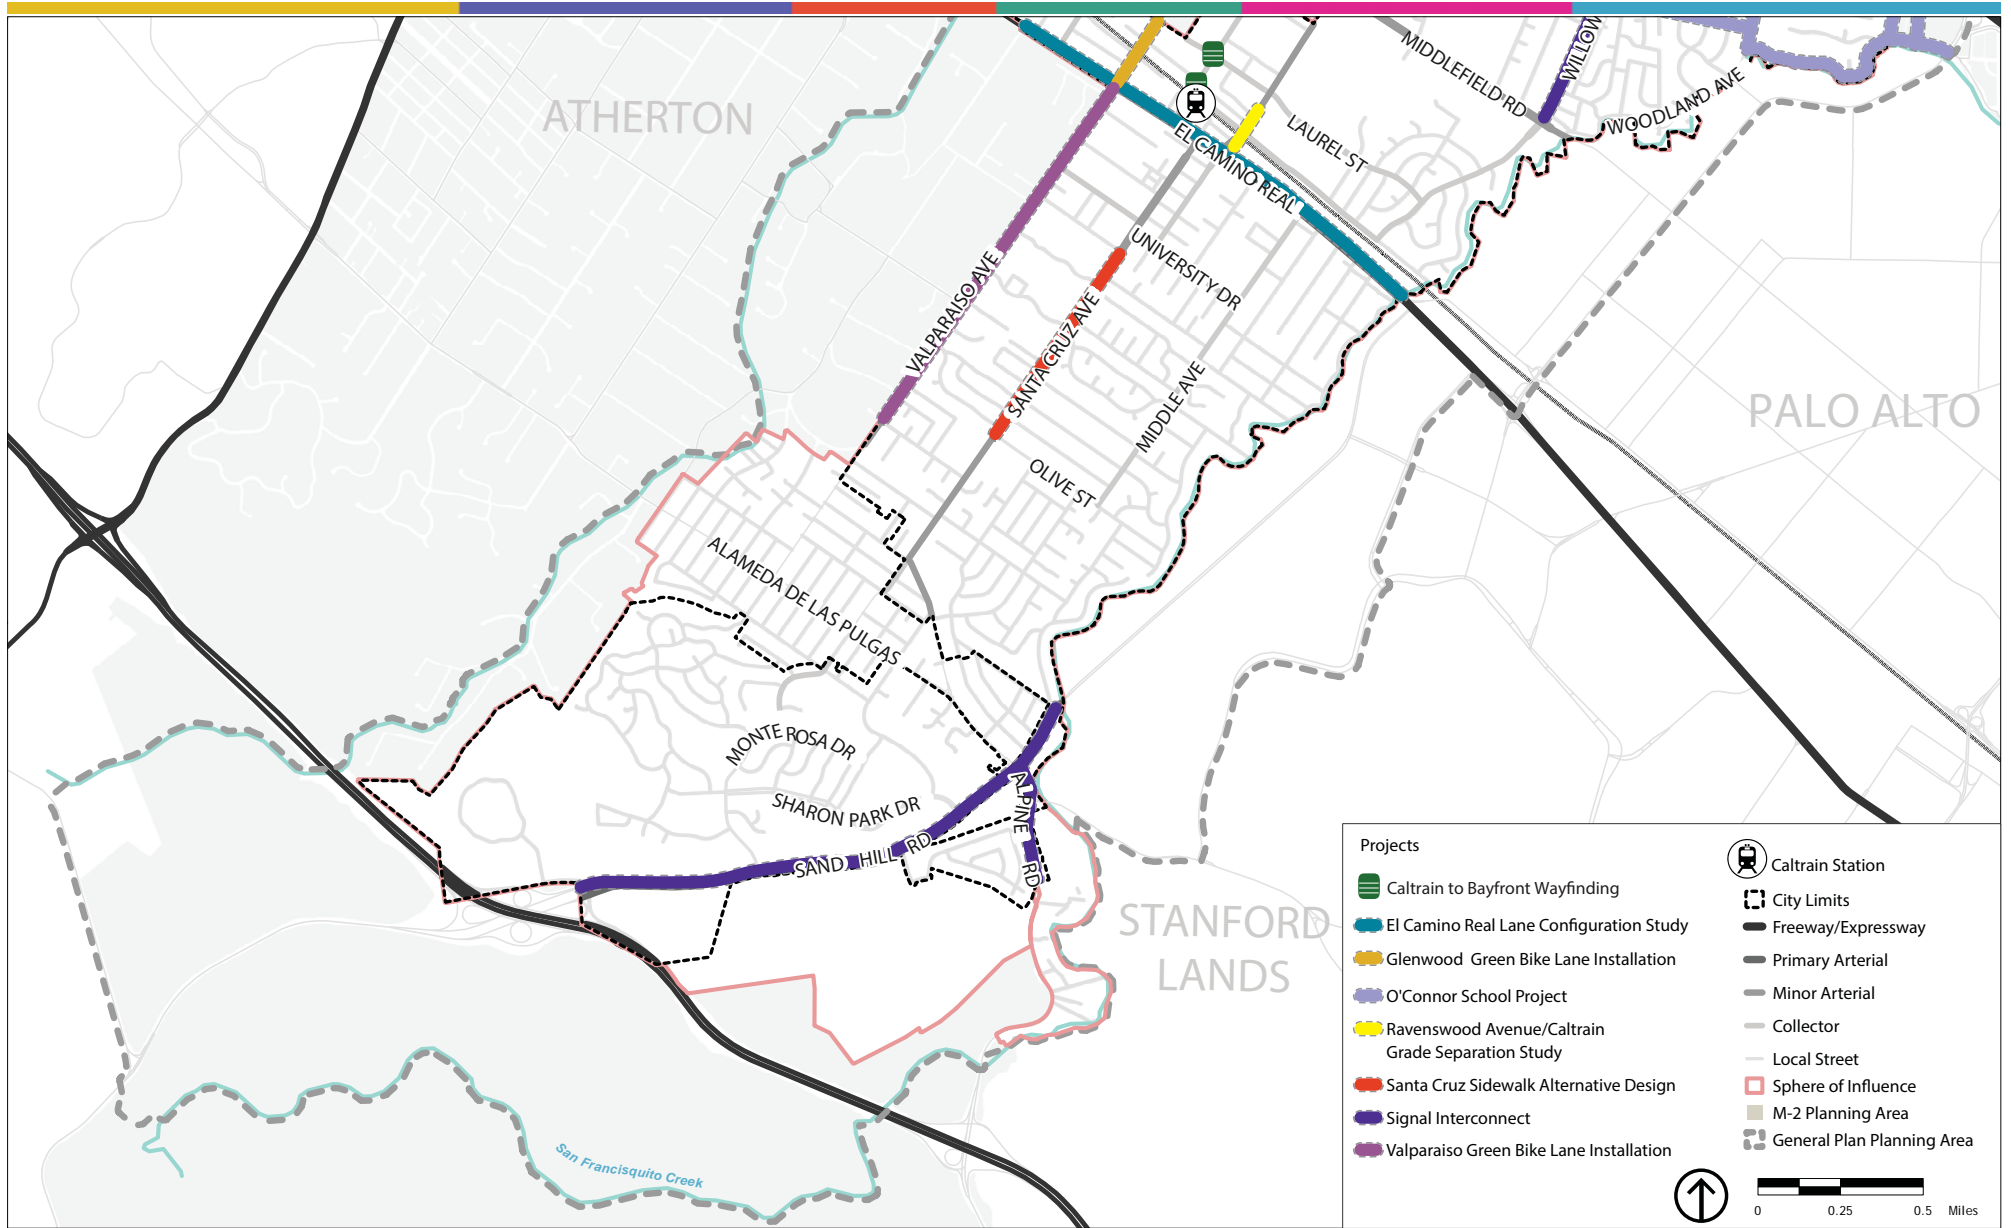 ATHERTON
MIDDLEFIELD RD
WILLOW
WOODLAND AVE
LAUREL ST
EL CAMINO REAL
UNIVERSITY DR
VALPARAISO AVE
SANTA CRUZ AVE
MIDDLE AVE
PALO ALTO
OLIVE ST
ALAMEDA DE LAS PULGAS
MONTE ROSA DR
SHARON PARK DR
SAND HILL RD
ALPINE RD
STANFORD
LANDS
San Francisquito Creek
Projects
Caltrain to Bayfront Wayfinding
El Camino Real Lane Configuration Study
Glenwood Green Bike Lane Installation
O'Connor School Project
Ravenswood Avenue/Caltrain
Grade Separation Study
Santa Cruz Sidewalk Alternative Design
Signal Interconnect
Valparaiso Green Bike Lane Installation
Caltrain Station
City Limits
Freeway/Expressway
Primary Arterial
Minor Arterial
Collector
Local Street
Sphere of Influence
M-2 Planning Area
General Plan Planning Area
0 0.25 0.5 Miles